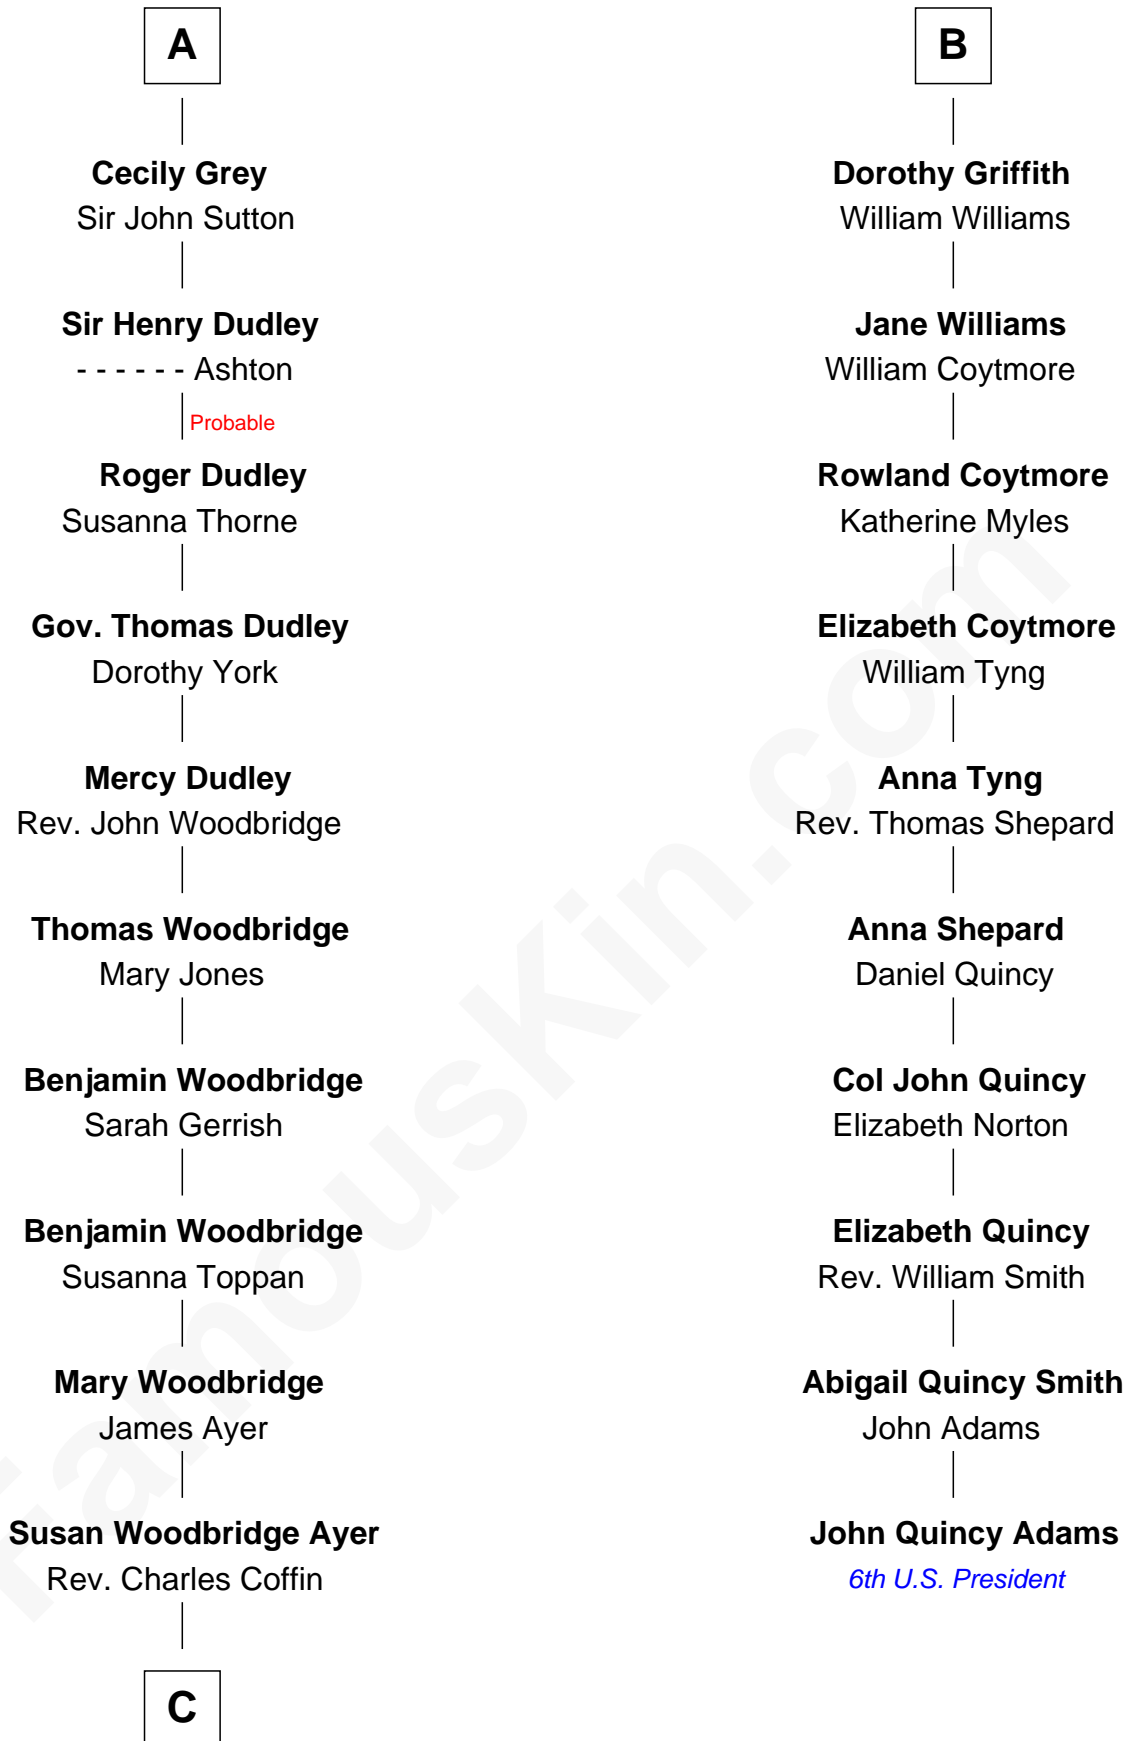 A
Cecily Grey
Sir John Sutton
Sir Henry Dudley
- - - - - - Ashton
Probable
Roger Dudley
Susanna Thorne
Gov. Thomas Dudley
Dorothy York
Mercy Dudley
Rev. John Woodbridge
Thomas Woodbridge
Mary Jones
Benjamin Woodbridge
Sarah Gerrish
Benjamin Woodbridge
Susanna Toppan
Mary Woodbridge
James Ayer
Susan Woodbridge Ayer
Rev. Charles Coffin
C
B
Dorothy Griffith
William Williams
Jane Williams
William Coytmore
Rowland Coytmore
Katherine Myles
Elizabeth Coytmore
William Tyng
Anna Tyng
Rev. Thomas Shepard
Anna Shepard
Daniel Quincy
Col John Quincy
Elizabeth Norton
Elizabeth Quincy
Rev. William Smith
Abigail Quincy Smith
John Adams
John Quincy Adams
6th U.S. President
FamousKin.com